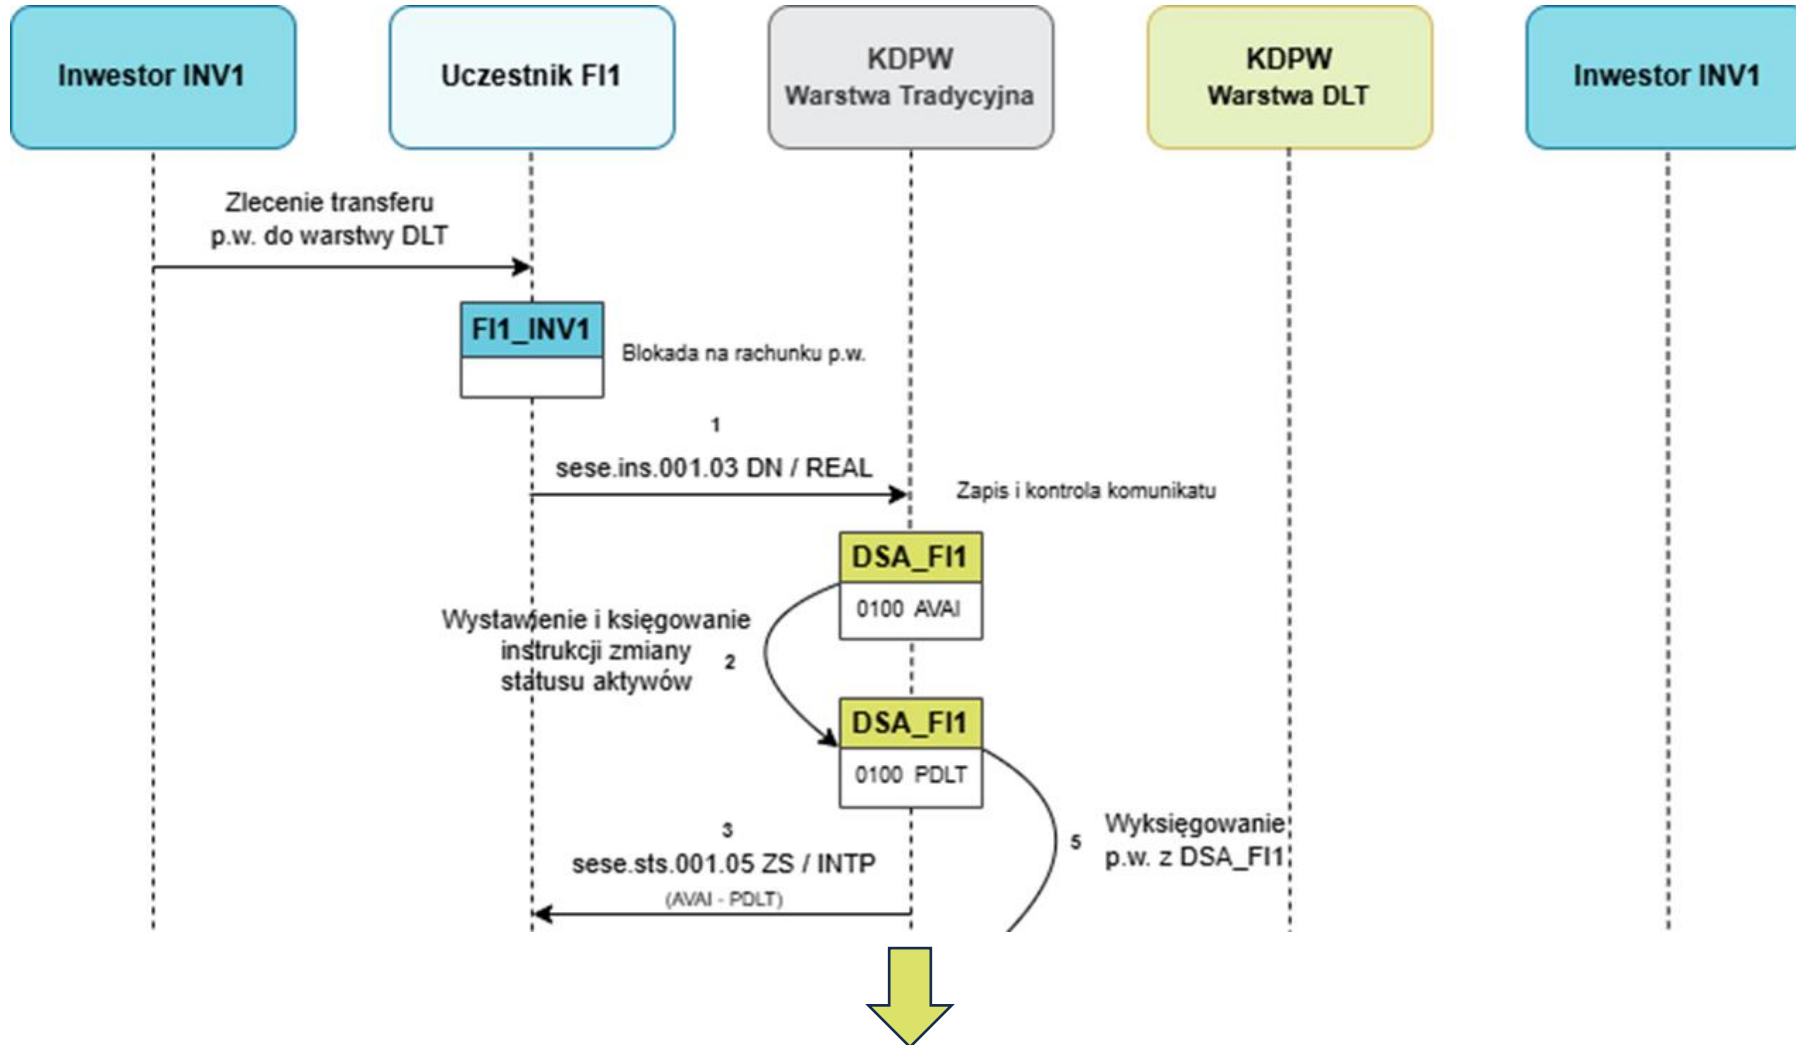 Inwestor INV1
Uczestnik FI1
KDPW
Warstwa Tradycyjna
KDPW
Warstwa DLT
Inwestor INV1
Zlecenie transferu
p.w. do warstwy DLT
FI1_INV1
Blokada na rachunku p.w.
1
sese.ins.001.03 DN / REAL
Zapis i kontrola komunikatu
DSA_FI1
0100 AVAI
Wystawienie i księgowanie
instrukcji zmiany
statusu aktywów
2
DSA_FI1
0100 PDLT
3
sese.sts.001.05 ZS / INTP
(AVAI - PDLT)
5
Wyksięgowanie
p.w. z DSA_FI1